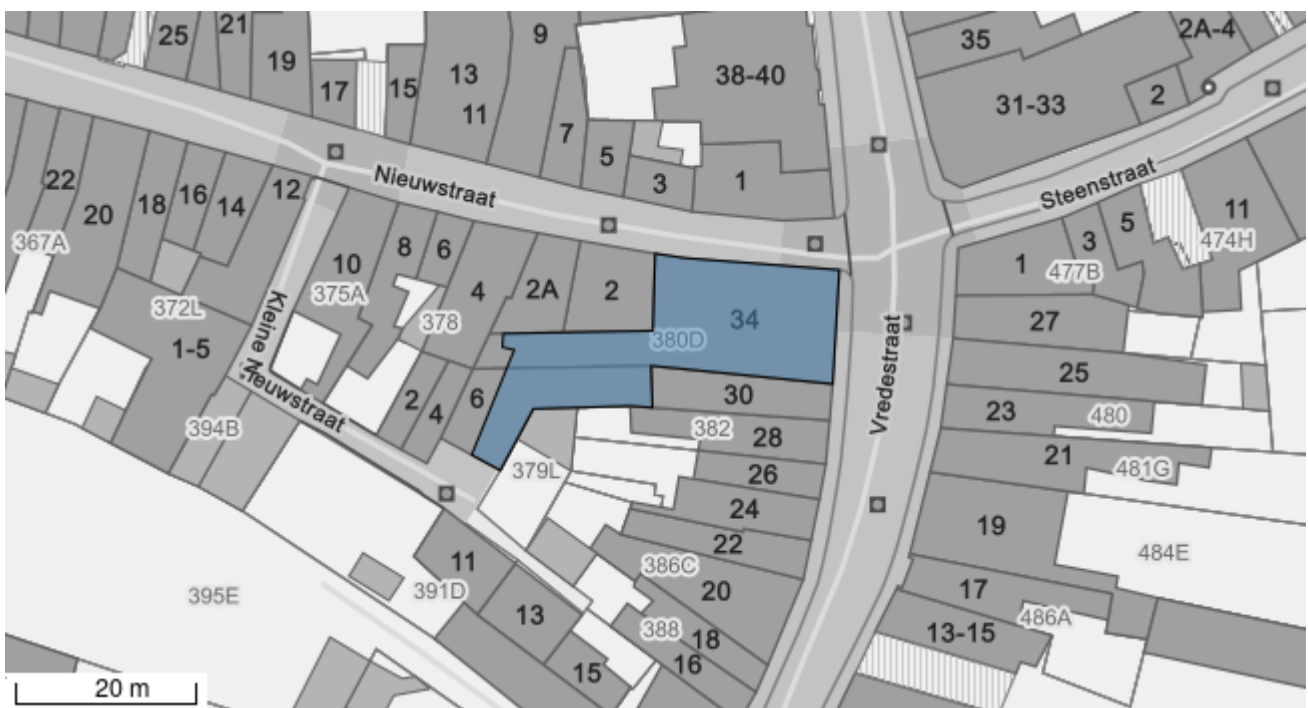 25
21
19
17
15
13
11
9
7
5
3
38-40
1
35
31-33
2A-4
2
Nieuwstraat
Steenstraat
22
20
18
16
14
12
367A
372L
1-5
Kleine Nieuwstraat
10
375A
8
6
4
378
2A
2
34
380D
Vredestraat
1
3
477B
5
11
474H
27
25
23
480
21
481G
19
484E
17
486A
13-15
2
4
6
394B
379L
30
382
28
26
24
22
386C
20
388
18
16
395E
391D
11
13
15
20 m